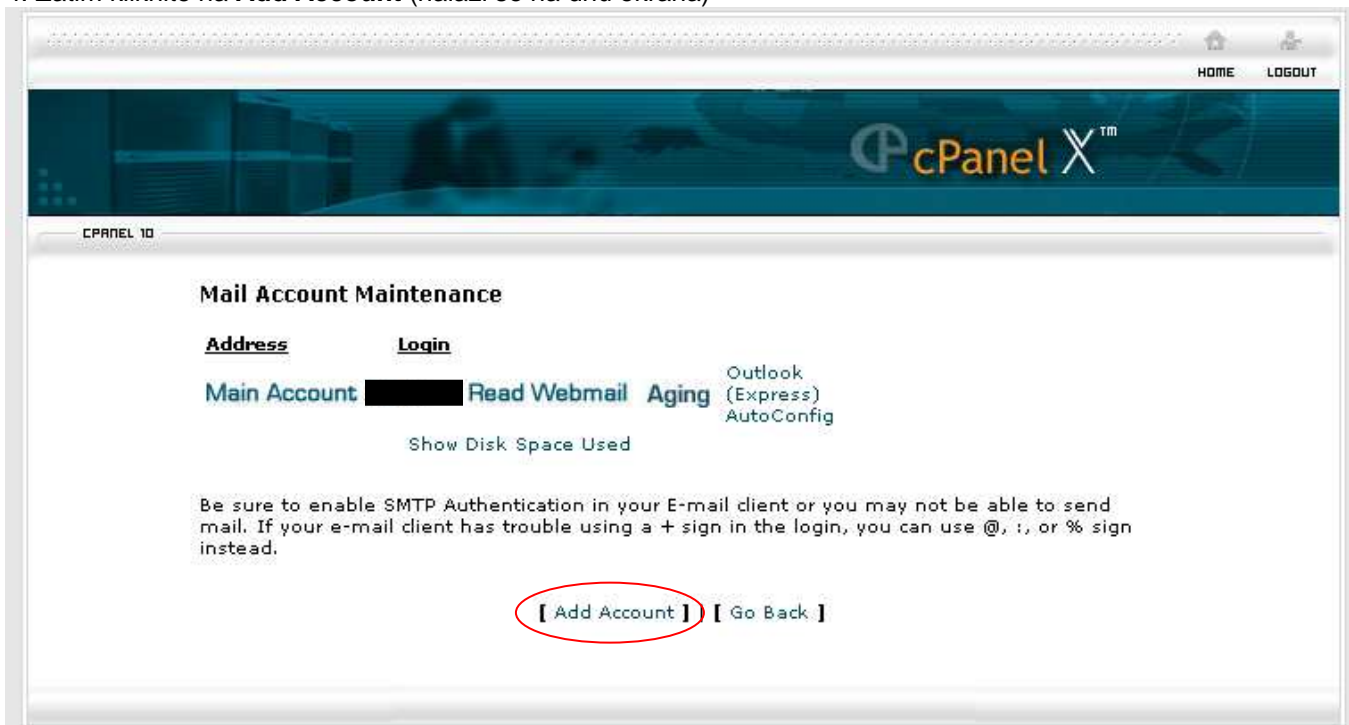 HOME LOGOUT
cPanel X™
CPANEL 10
Mail Account Maintenance
Address Login
Main Account Read Webmail Aging Outlook (Express) AutoConfig
Show Disk Space Used
Be sure to enable SMTP Authentication in your E-mail client or you may not be able to send
mail. If your e-mail client has trouble using a + sign in the login, you can use @, :, or % sign
instead.
[ Add Account ] | [ Go Back ]